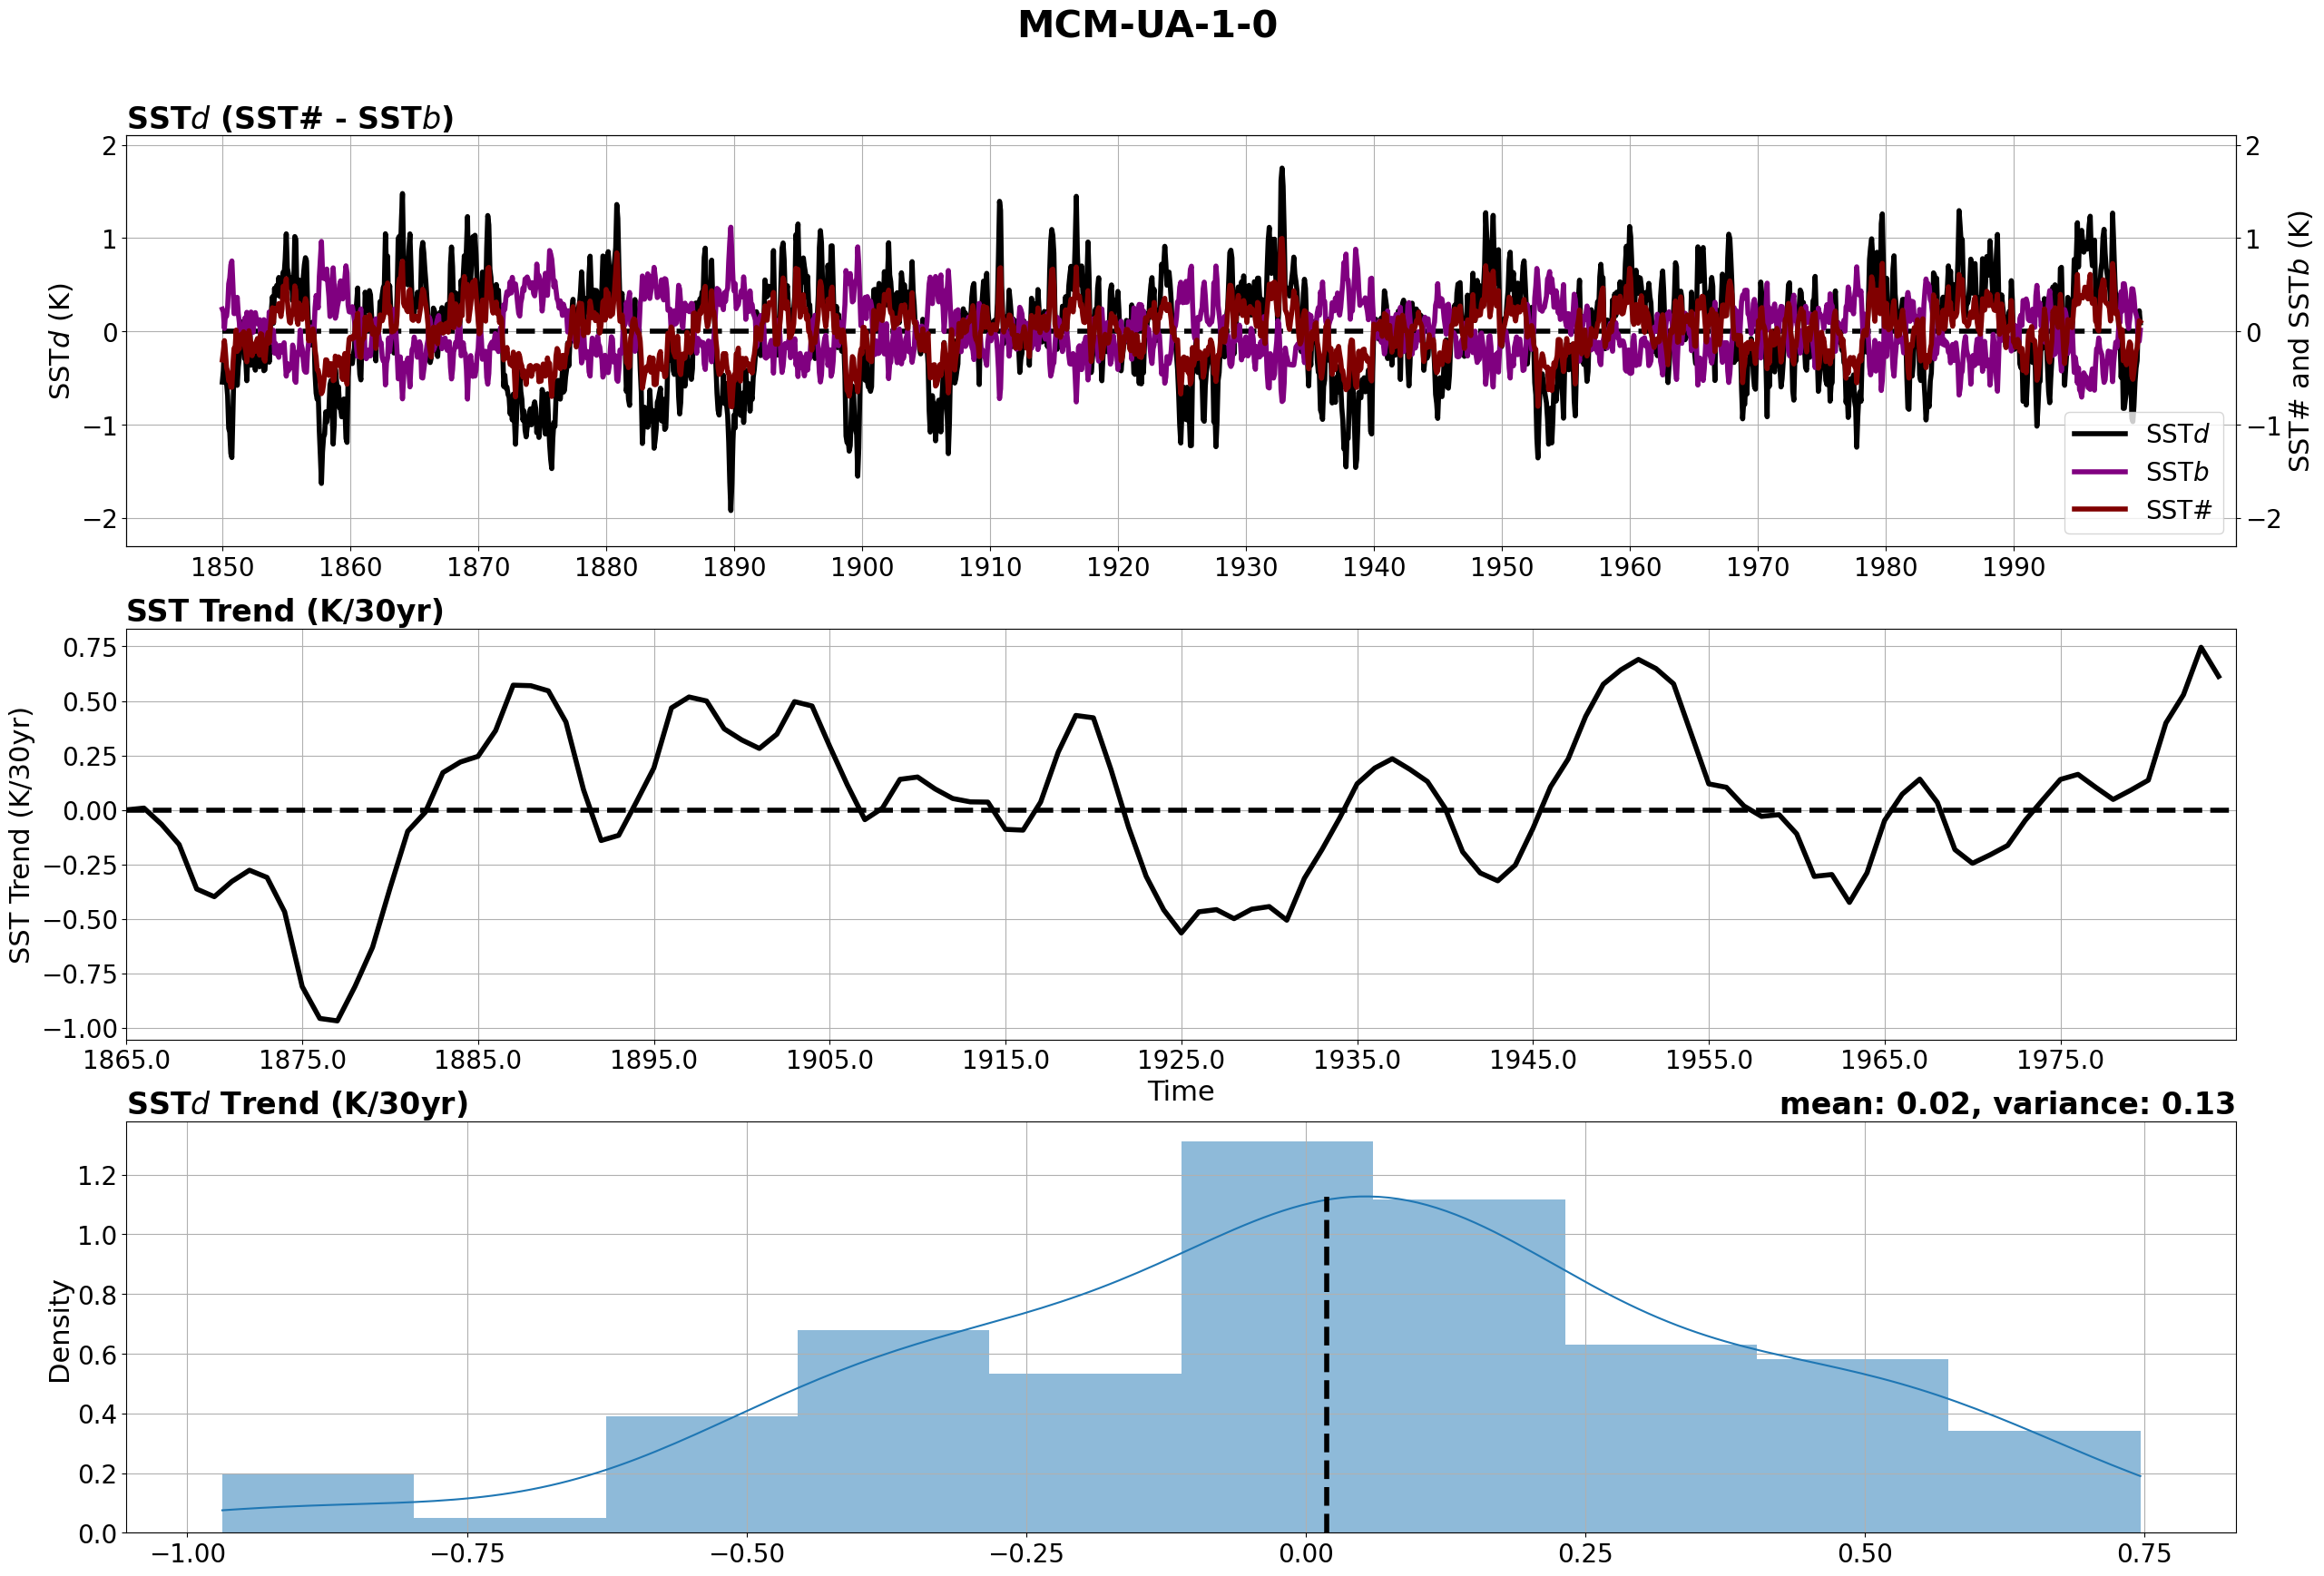 MCM-UA-1-0
SSTd (SST# - SSTb)
2
1
0
−1
−2
SSTd (K)
2
1
0
−1
−2
SST# and SSTb (K)
SSTd
SSTb
SST#
1850 1860 1870 1880 1890 1900 1910 1920 1930 1940 1950 1960 1970 1980 1990
SST Trend (K/30yr)
0.75
0.50
0.25
0.00
−0.25
−0.50
−0.75
−1.00
SST Trend (K/30yr)
1865.0 1875.0 1885.0 1895.0 1905.0 1915.0 1925.0 1935.0 1945.0 1955.0 1965.0 1975.0
Time
SSTd Trend (K/30yr)
mean: 0.02, variance: 0.13
1.2
1.0
0.8
0.6
0.4
0.2
0.0
Density
−1.00 −0.75 −0.50 −0.25 0.00 0.25 0.50 0.75